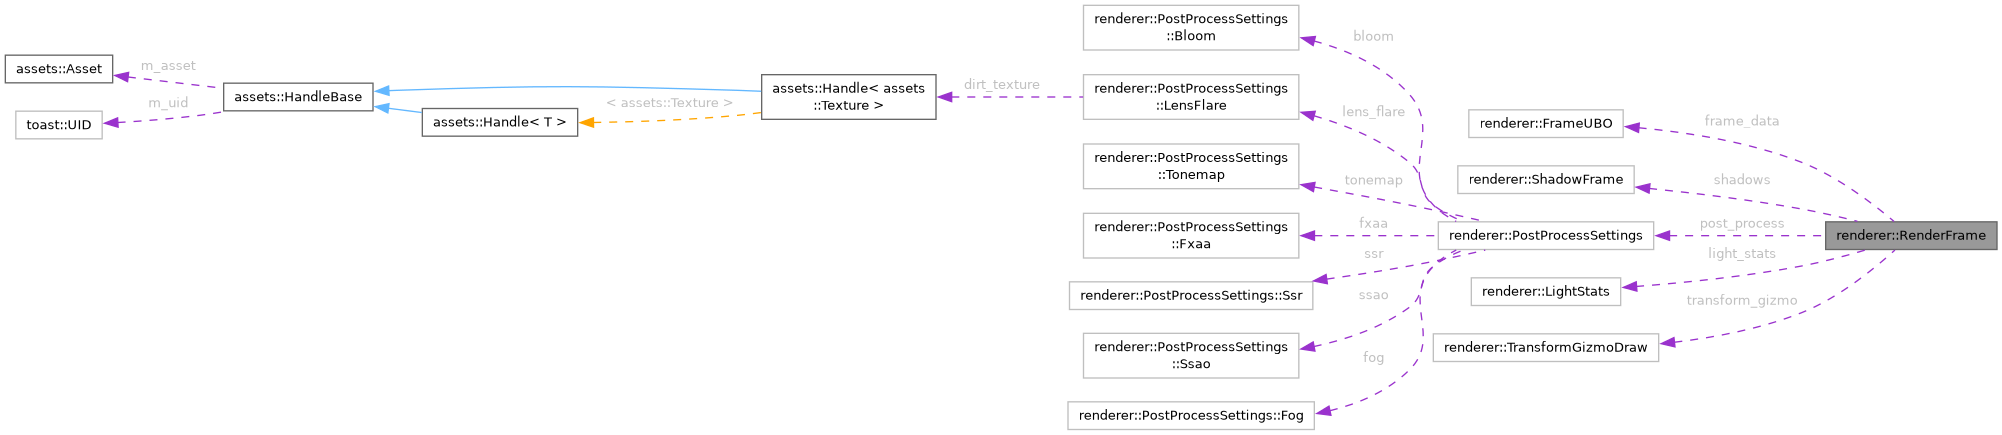 assets::Asset
toast::UID
m_asset
m_uid
assets::HandleBase
assets::Handle< T >
< assets::Texture >
assets::Handle< assets
::Texture >
dirt_texture
renderer::PostProcessSettings
::Bloom
renderer::PostProcessSettings
::LensFlare
renderer::PostProcessSettings
::Tonemap
renderer::PostProcessSettings
::Fxaa
renderer::PostProcessSettings::Ssr
renderer::PostProcessSettings
::Ssao
renderer::PostProcessSettings::Fog
bloom
lens_flare
tonemap
fxaa
ssr
ssao
fog
renderer::FrameUBO
renderer::ShadowFrame
renderer::PostProcessSettings
renderer::LightStats
renderer::TransformGizmoDraw
frame_data
shadows
post_process
light_stats
transform_gizmo
renderer::RenderFrame